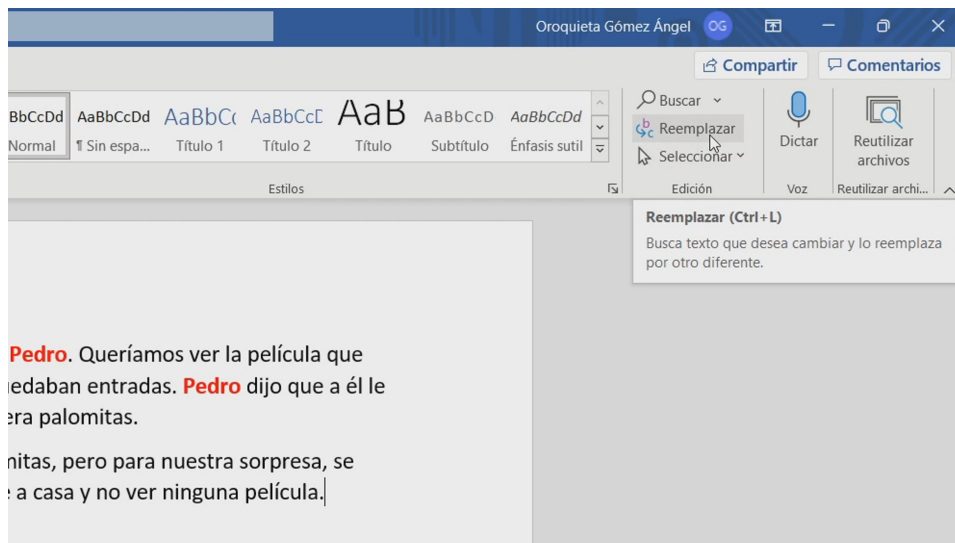 Oroquieta Gómez Ángel OG
Compartir Comentarios
BbCcDd AaBbCcDd AaBbCc AaBbCcD AaB AaBbCcD AaBbCcDd
Normal ¶ Sin espa... Título 1 Título 2 Título Subtítulo Énfasis sutil
Estilos
Buscar
Reemplazar
Seleccionar
Edición
Dictar
Voz
Reutilizar
archivos
Reutilizar archi...
Reemplazar (Ctrl+L)
Busca texto que desea cambiar y lo reemplaza
por otro diferente.
Pedro. Queríamos ver la película que
edaban entradas. Pedro dijo que a él le
era palomitas.
mitas, pero para nuestra sorpresa, se
a casa y no ver ninguna película.